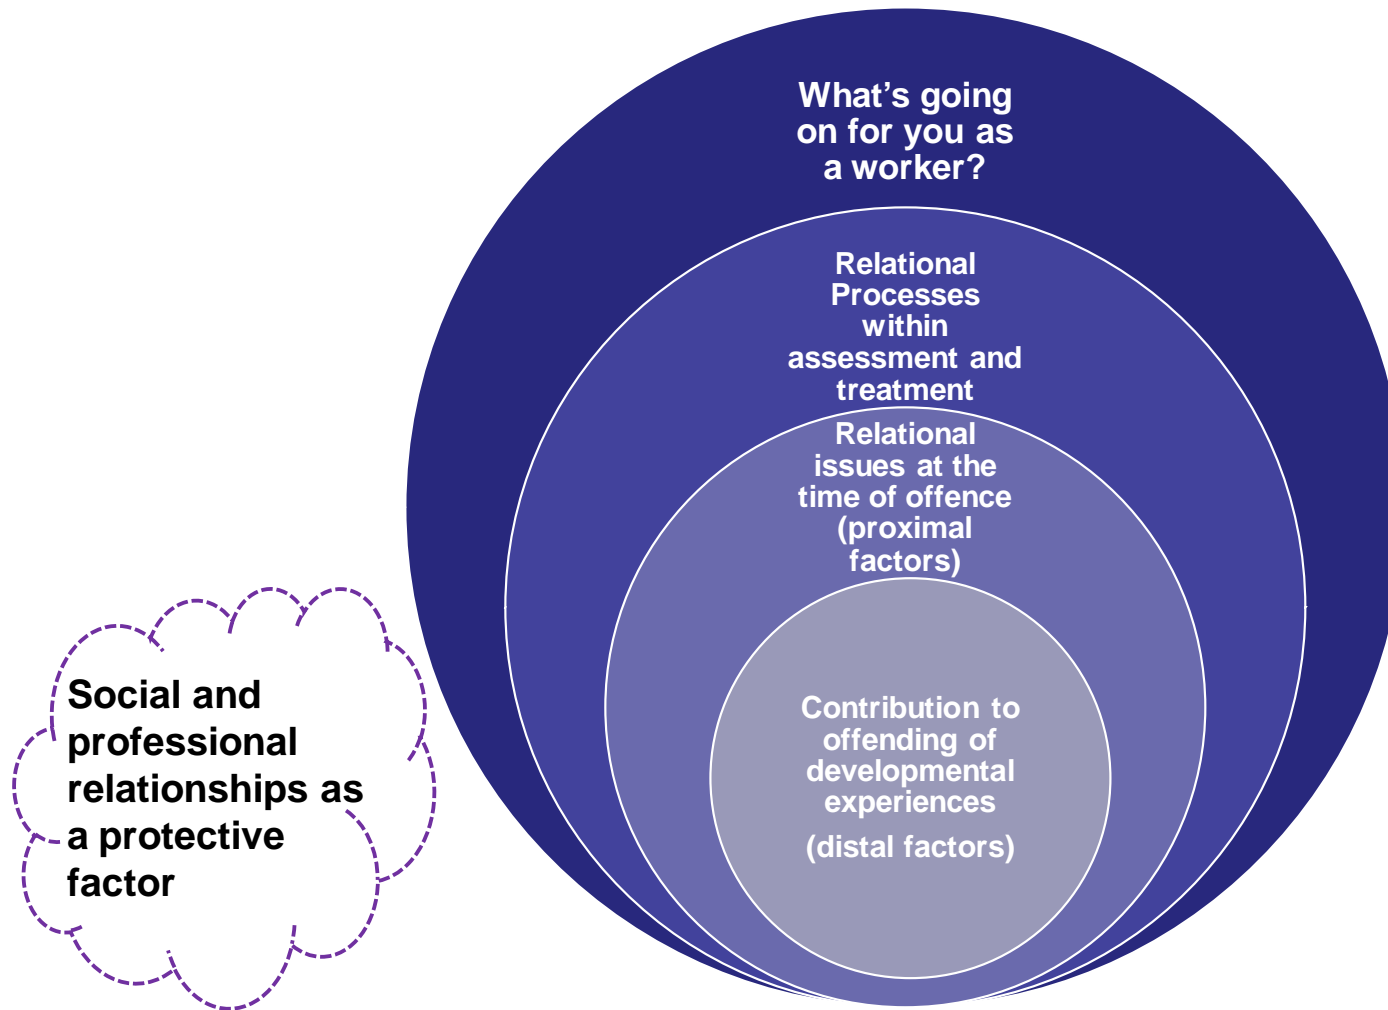 What's going
on for you as
a worker?
Relational
Processes
within
assessment and
treatment
Relational
issues at the
time of offence
(proximal
factors)
Contribution to
offending of
developmental
experiences
(distal factors)
Social and
professional
relationships as
a protective
factor